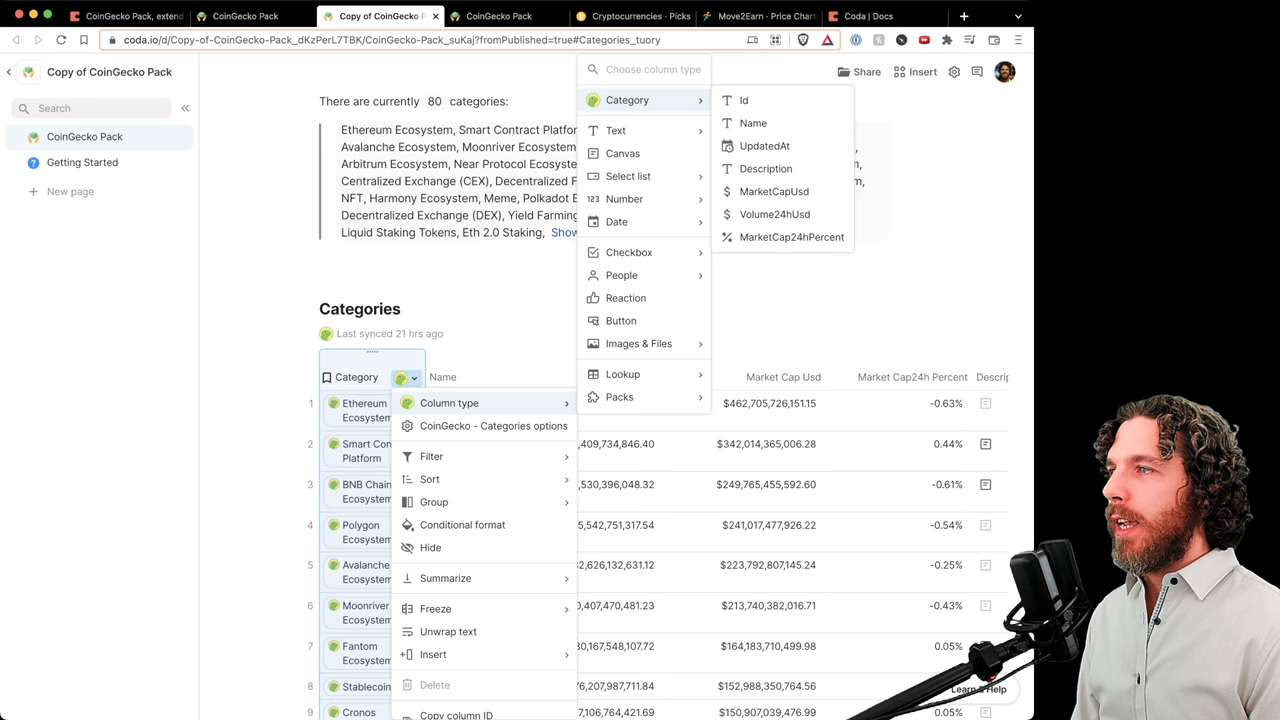 CoinGecko Pack, extend
CoinGecko Pack
Copy of CoinGecko P
CoinGecko Pack
Cryptocurrencies - Picks
Move2Earn - Price Chart
Coda | Docs
coda.io/d/Copy-of-CoinGecko-Pack_dKzPerL7TBK/CoinGecko-Pack_suKaj?fromPublished=true#Categories_tuory
Copy of CoinGecko Pack
Share
Insert
Search
CoinGecko Pack
Getting Started
New page
There are currently 80 categories:
Ethereum Ecosystem, Smart Contract Platfor
Avalanche Ecosystem, Moonriver Ecosystem
Arbitrum Ecosystem, Near Protocol Ecosyste
Centralized Exchange (CEX), Decentralized F
NFT, Harmony Ecosystem, Meme, Polkadot E
Decentralized Exchange (DEX), Yield Farming
Liquid Staking Tokens, Eth 2.0 Staking, Show
Choose column type
Category
Text
Canvas
Select list
123 Number
Date
Checkbox
People
Reaction
Button
Images & Files
Lookup
Packs
Id
Name
UpdatedAt
Description
MarketCapUsd
Volume24hUsd
MarketCap24hPercent
Categories
Last synced 21 hrs ago
Category
Name
Market Cap Usd
Market Cap24h Percent
Descrip
Column type
CoinGecko - Categories options
Filter
Sort
Group
Conditional format
Hide
Summarize
Freeze
Unwrap text
Insert
Delete
Copy column ID
1 Ethereum Ecosystem $462,705,726,151.15 -0.63%
2 Smart Con Platform ,409,734,846.40 $342,014,365,006.28 0.44%
3 BNB Chain Ecosystem ,530,396,048.32 $249,765,455,592.60 -0.61%
4 Polygon Ecosystem 5,542,751,317.54 $241,017,477,926.22 -0.54%
5 Avalanche Ecosystem 2,626,132,631.12 $223,792,807,145.24 -0.25%
6 Moonriver Ecosystem 0,407,470,481.23 $213,740,382,016.71 -0.43%
7 Fantom Ecosystem 0,167,548,107.72 $164,183,710,499.98 0.05%
8 Stablecoin 76,207,987,711.84 $152,988,350,764.56
9 Cronos 7,106,764,421.69 $150,907,039,476.99 0.05%
Learn & Help